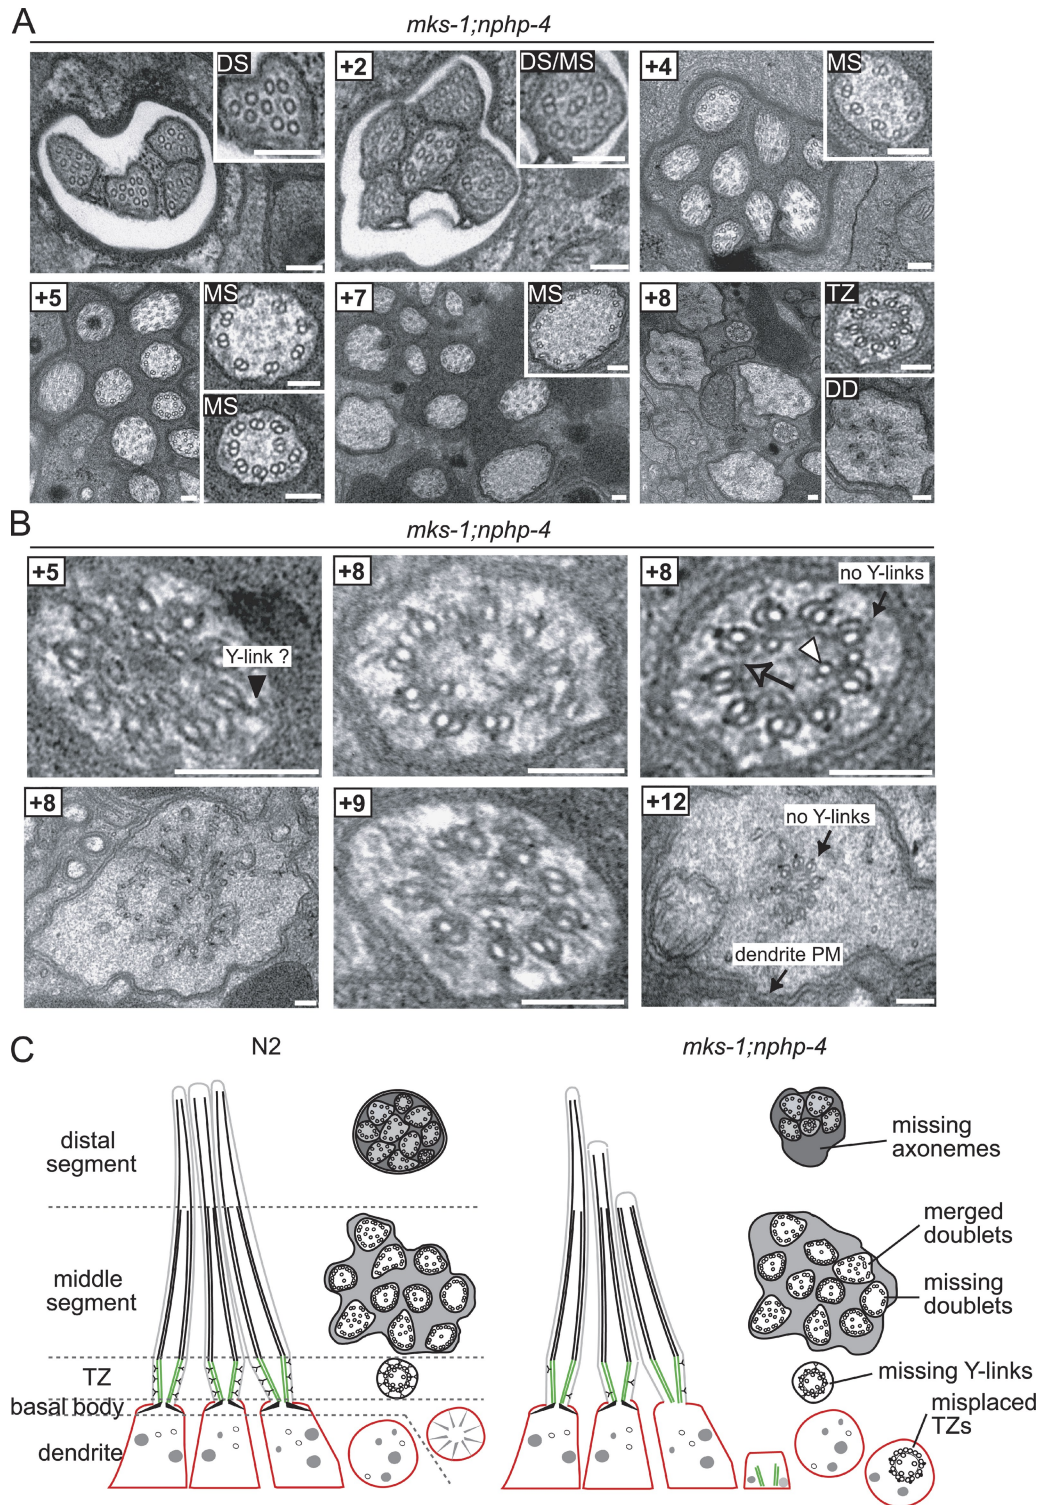 A
mks-1;nphp-4
DS
+2
DS/MS
+4
MS
+5
MS
MS
+7
MS
+8
TZ
DD
B
mks-1;nphp-4
+5
Y-link ?
+8
+8
no Y-links
+8
+9
+12
no Y-links
dendrite PM
C
N2
mks-1;nphp-4
distal
segment
missing
axonemes
middle
segment
merged
doublets
missing
doublets
TZ
missing Y-links
basal body
misplaced
TZs
dendrite